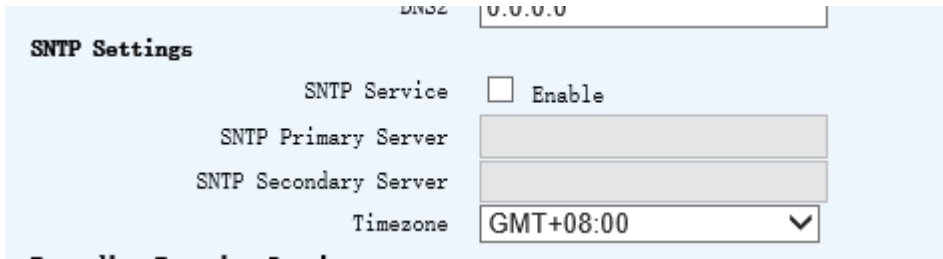 DNS2 0.0.0.0
SNTP Settings
SNTP Service Enable
SNTP Primary Server
SNTP Secondary Server
Timezone GMT+08:00